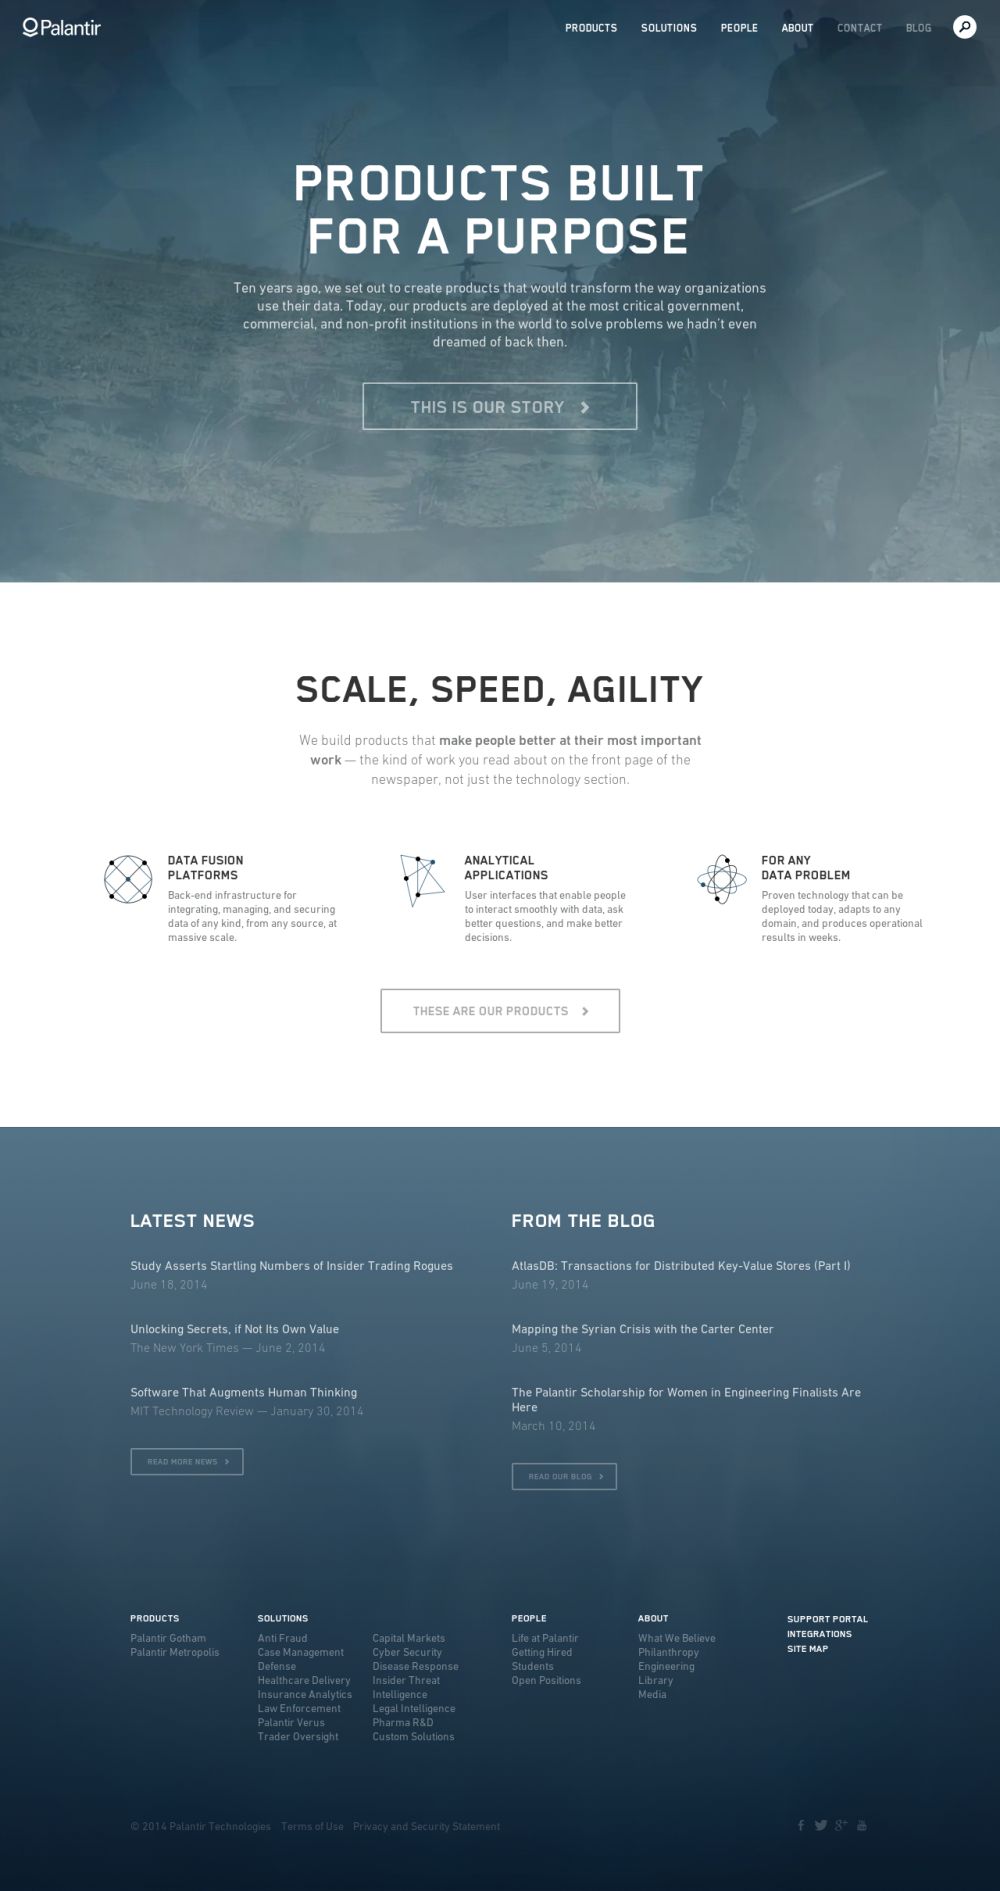 Palantir
PRODUCTS SOLUTIONS PEOPLE ABOUT CONTACT BLOG
PRODUCTS BUILT
FOR A PURPOSE
Ten years ago, we set out to create products that would transform the way organizations
use their data. Today, our products are deployed at the most critical government,
commercial, and non-profit institutions in the world to solve problems we hadn't even
dreamed of back then.
THIS IS OUR STORY
SCALE, SPEED, AGILITY
We build products that make people better at their most important
work — the kind of work you read about on the front page of the
newspaper, not just the technology section.
DATA FUSION
PLATFORMS
Back-end infrastructure for
integrating, managing, and securing
data of any kind, from any source, at
massive scale.
ANALYTICAL
APPLICATIONS
User interfaces that enable people
to interact smoothly with data, ask
better questions, and make better
decisions.
FOR ANY
DATA PROBLEM
Proven technology that can be
deployed today, adapts to any
domain, and produces operational
results in weeks.
THESE ARE OUR PRODUCTS
LATEST NEWS
Study Asserts Startling Numbers of Insider Trading Rogues
June 18, 2014
Unlocking Secrets, if Not Its Own Value
The New York Times — June 2, 2014
Software That Augments Human Thinking
MIT Technology Review — January 30, 2014
READ MORE NEWS
FROM THE BLOG
AtlasDB: Transactions for Distributed Key-Value Stores (Part I)
June 19, 2014
Mapping the Syrian Crisis with the Carter Center
June 5, 2014
The Palantir Scholarship for Women in Engineering Finalists Are
Here
March 10, 2014
READ OUR BLOG
PRODUCTS
Palantir Gotham
Palantir Metropolis
SOLUTIONS
Anti Fraud
Case Management
Defense
Healthcare Delivery
Insurance Analytics
Law Enforcement
Palantir Verus
Trader Oversight
Capital Markets
Cyber Security
Disease Response
Insider Threat
Intelligence
Legal Intelligence
Pharma R&D
Custom Solutions
PEOPLE
Life at Palantir
Getting Hired
Students
Open Positions
ABOUT
What We Believe
Philanthropy
Engineering
Library
Media
SUPPORT PORTAL
INTEGRATIONS
SITE MAP
© 2014 Palantir Technologies Terms of Use Privacy and Security Statement